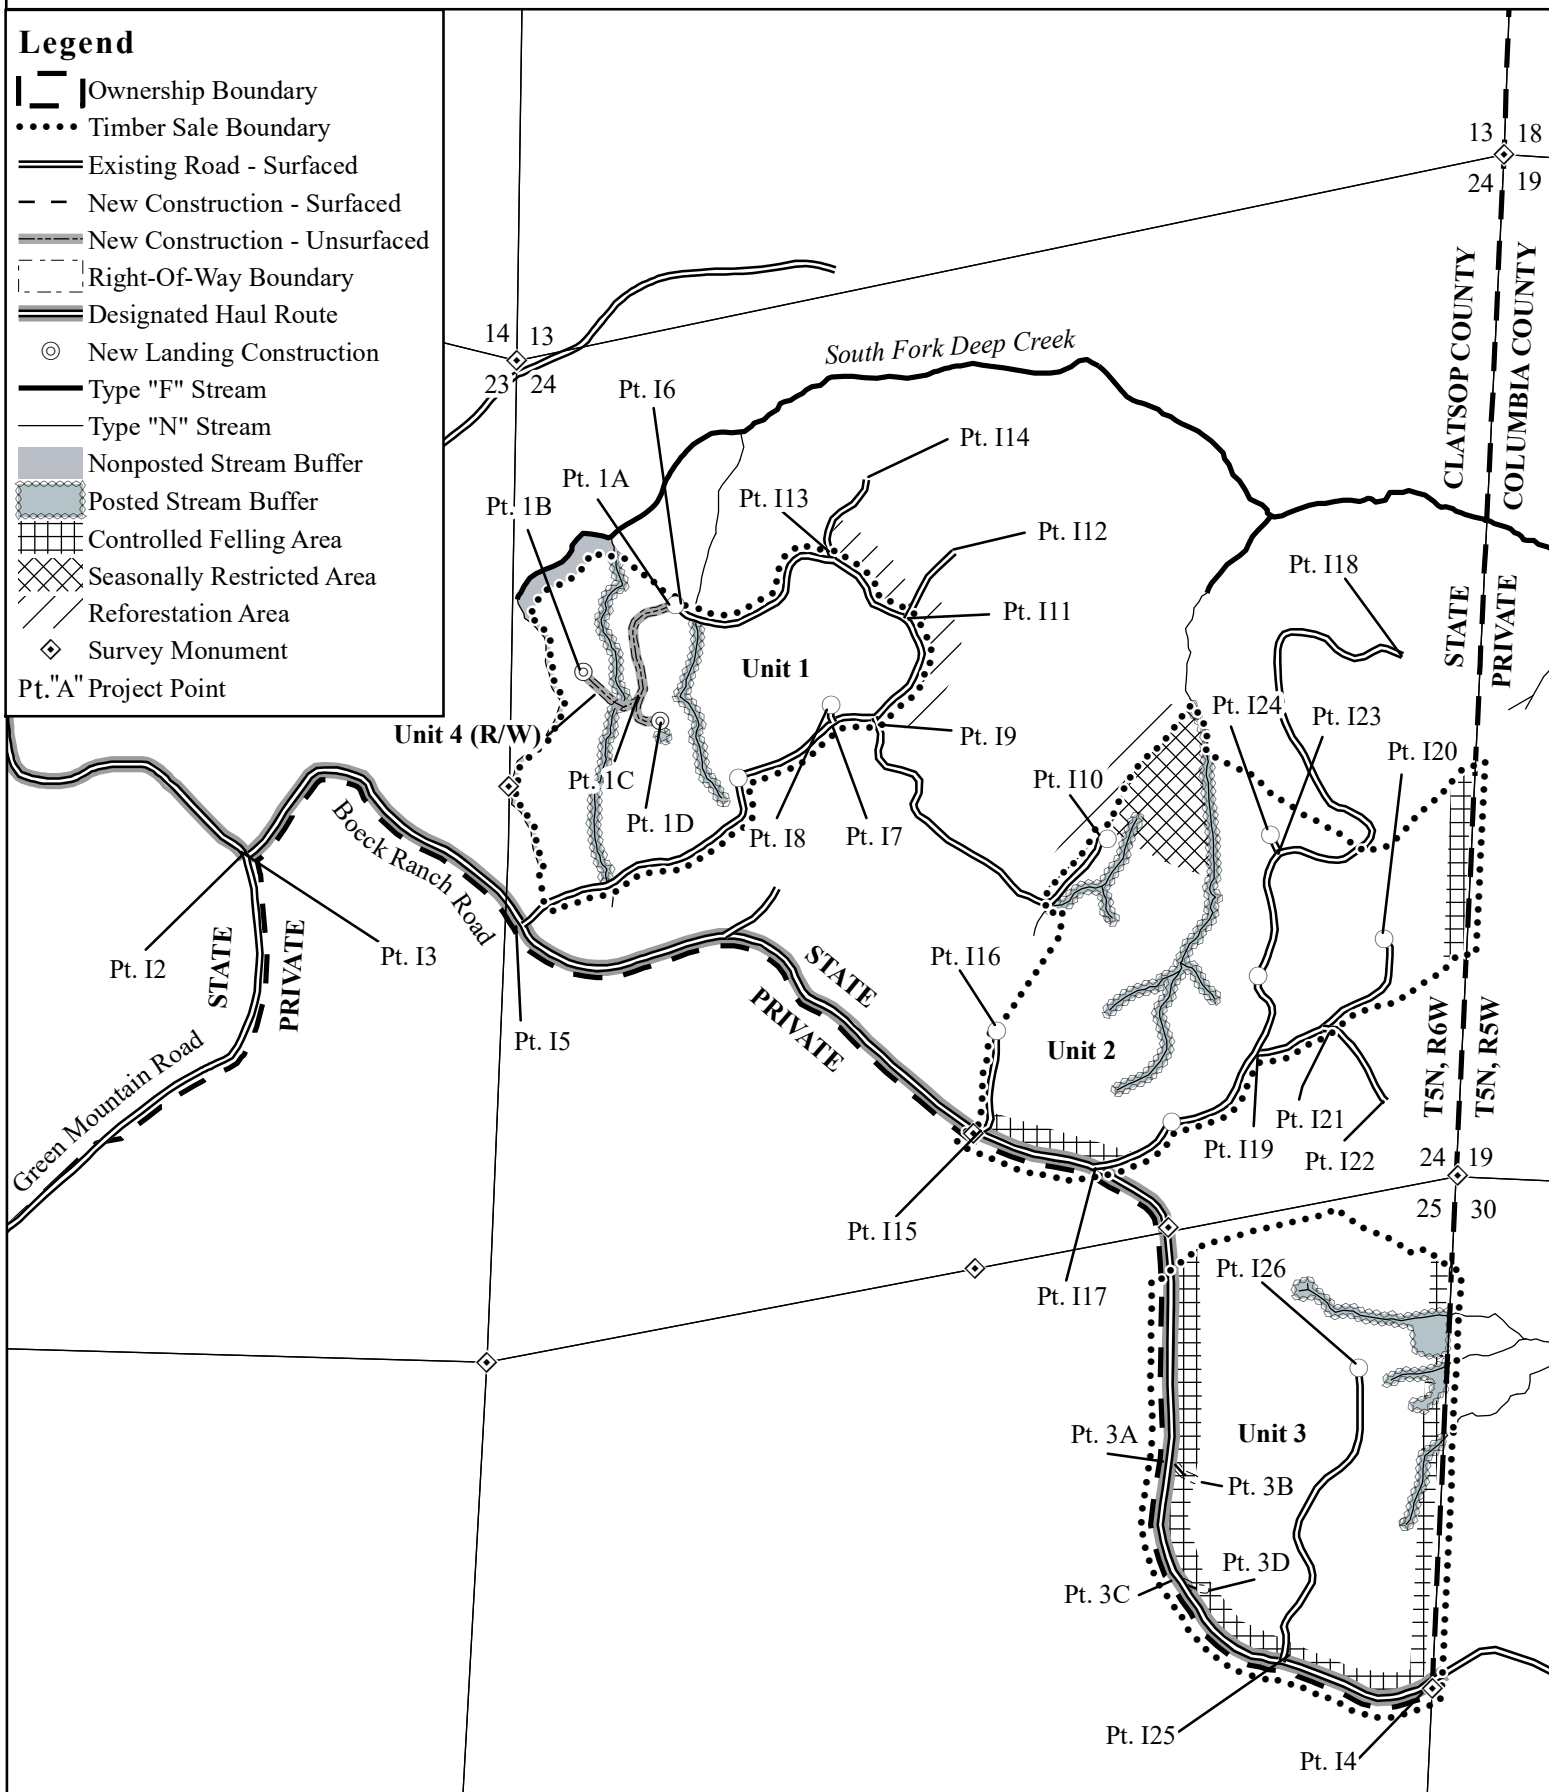 Legend
Ownership Boundary
Timber Sale Boundary
Existing Road - Surfaced
New Construction - Surfaced
New Construction - Unsurfaced
Right-Of-Way Boundary
Designated Haul Route
New Landing Construction
Type "F" Stream
Type "N" Stream
Nonposted Stream Buffer
Posted Stream Buffer
Controlled Felling Area
Seasonally Restricted Area
Reforestation Area
Survey Monument
Pt."A" Project Point
13 18
24 19
CLATSOP COUNTY
COLUMBIA COUNTY
14 13
23 24
South Fork Deep Creek
Pt. I6
Pt. I14
Pt. 1A
Pt. I13
Pt. 1B
Pt. I12
Pt. I18
Pt. I11
STATE
PRIVATE
Unit 1
Pt. I24
Pt. I23
Unit 4 (R/W)
Pt. I9
Pt. I20
Pt. 1C
Pt. I10
Pt. 1D
Pt. I8
Pt. I7
Boeck Ranch Road
Pt. I2
STATE
PRIVATE
Pt. I3
Pt. I16
STATE
PRIVATE
Pt. I5
Unit 2
T5N, R6W
T5N, R5W
Green Mountain Road
Pt. I21
Pt. I19
Pt. I22
24 19
25 30
Pt. I15
Pt. I17
Pt. I26
Pt. 3A
Unit 3
Pt. 3B
Pt. 3D
Pt. 3C
Pt. I25
Pt. I4